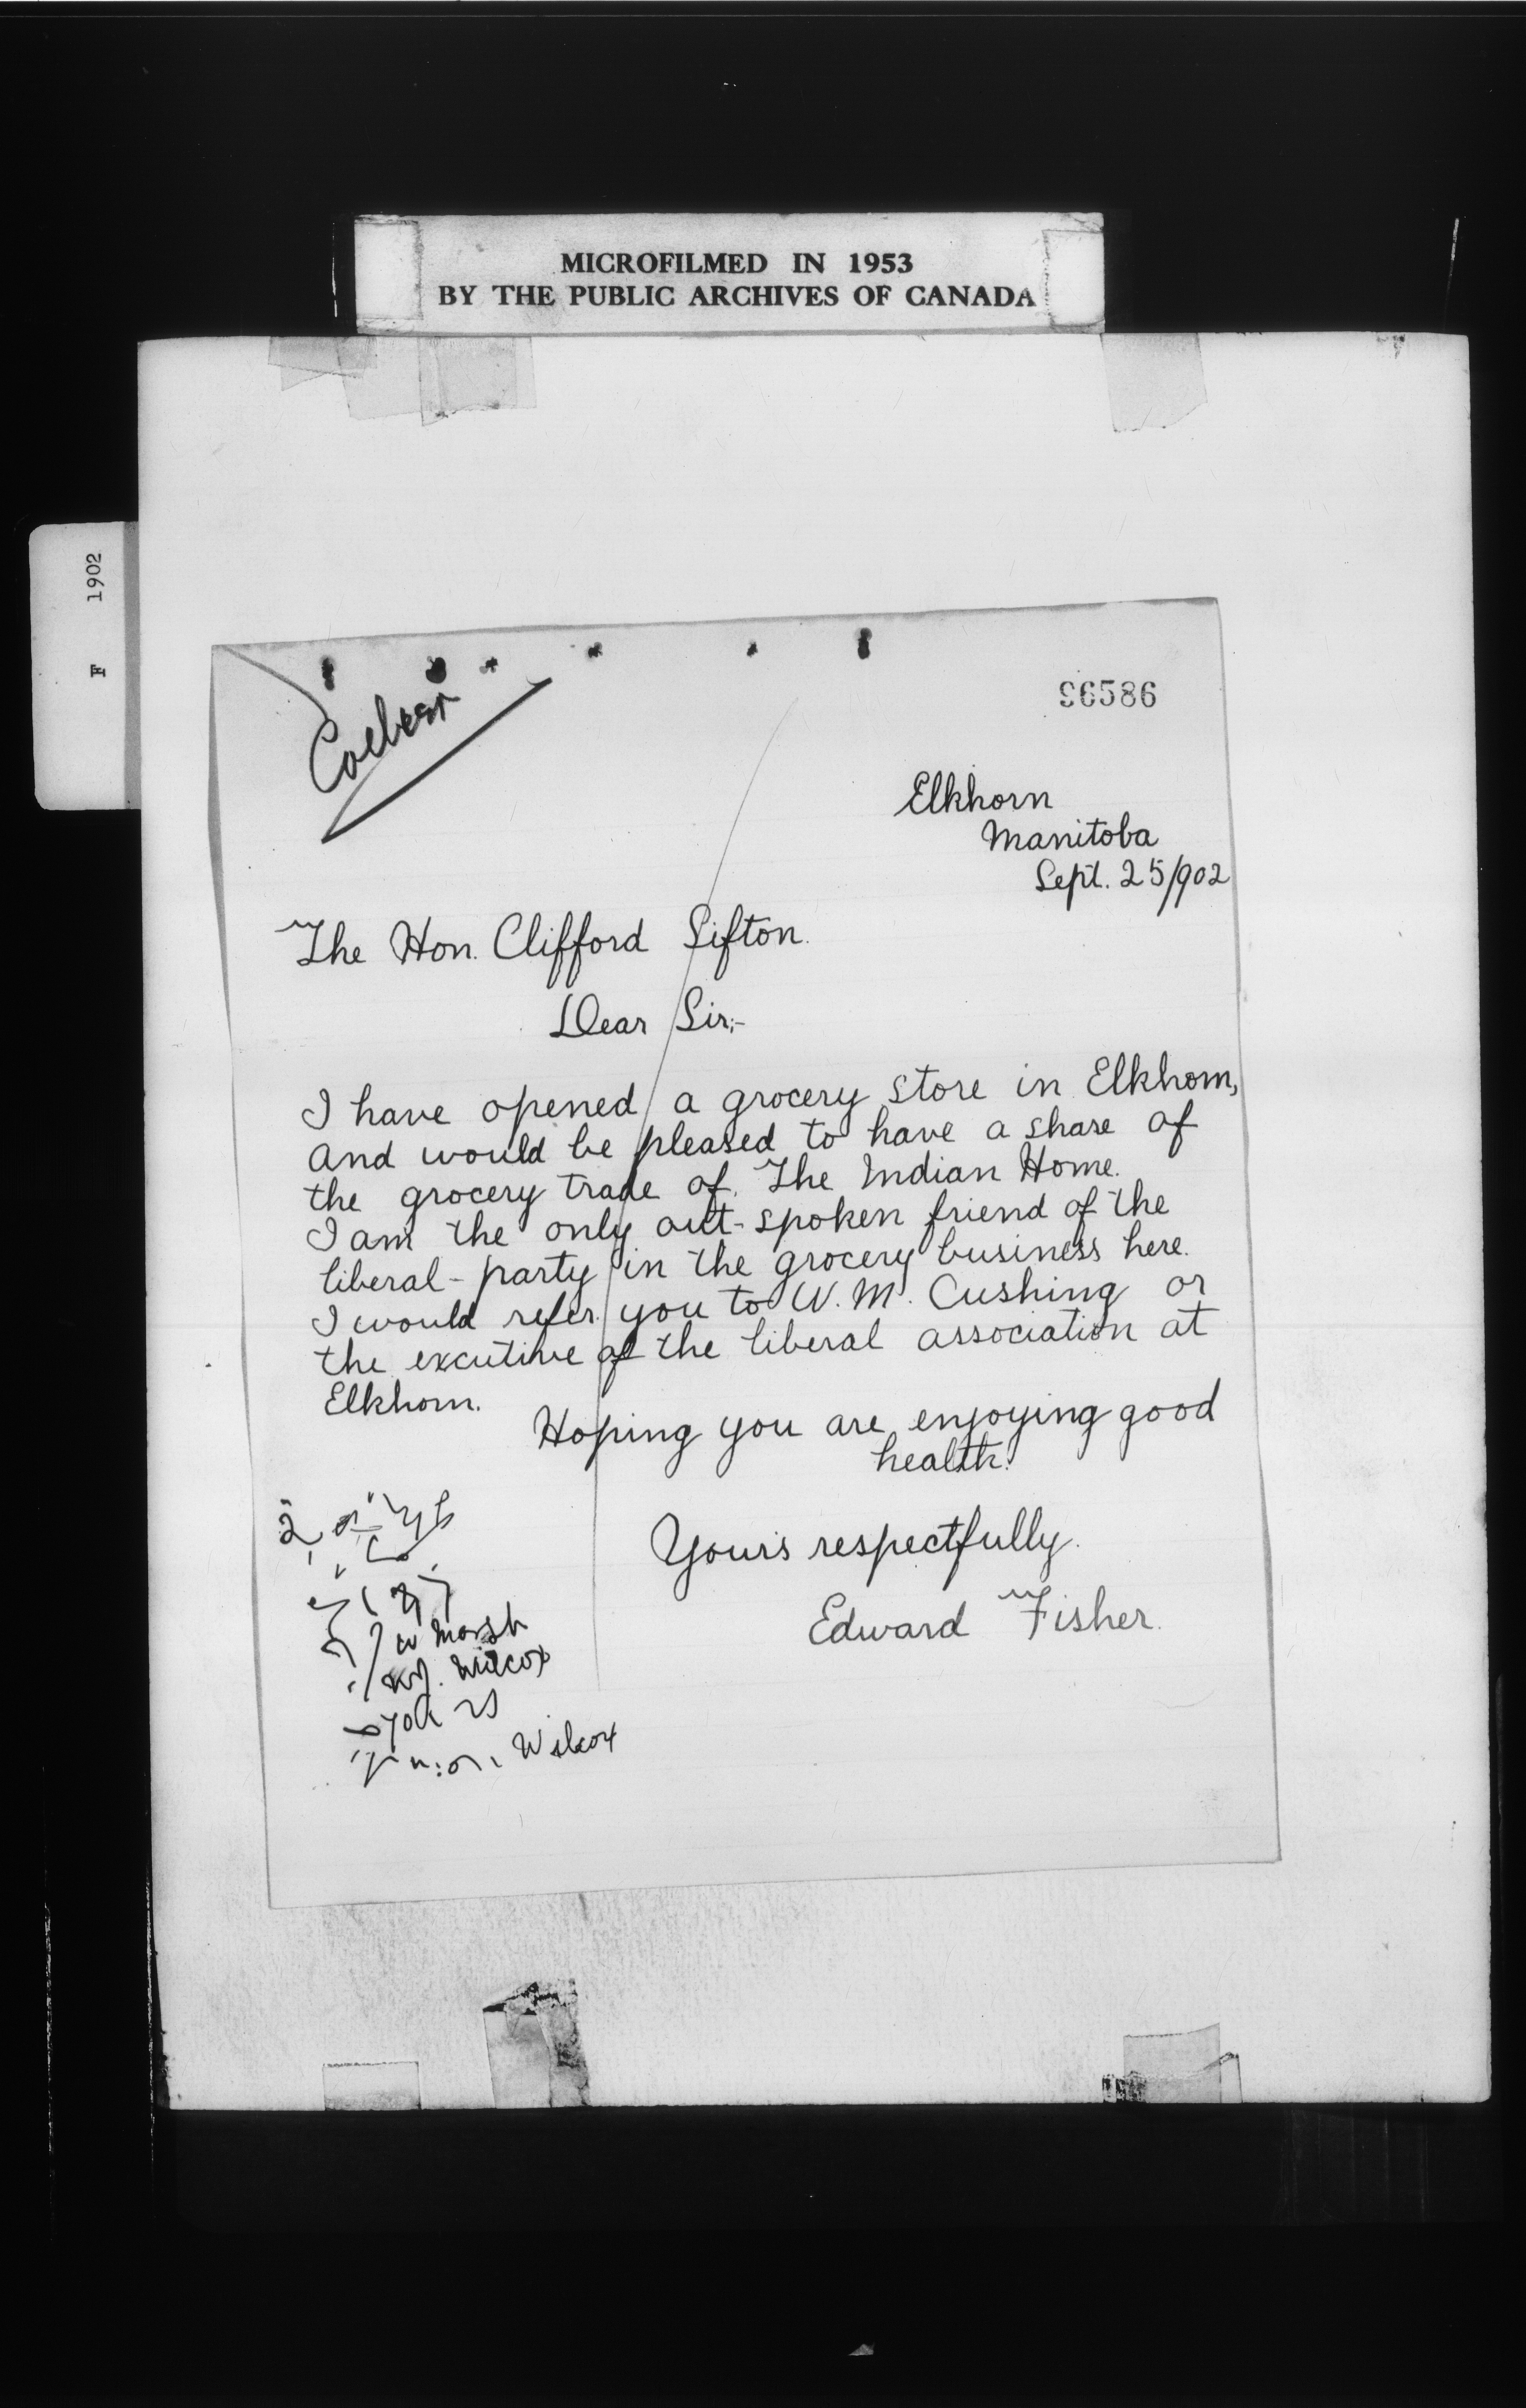 MICROFILMED IN 1953
BY THE PUBLIC ARCHIVES OF CANADA
F 1902
96586
Elkhorn
Manitoba
Sept. 25/902
The Hon. Clifford Sifton.
Dear Sir;-
I have opened a grocery store in Elkhorn,
and would be pleased to have a share of
the grocery trade of. The Indian Home.
I am the only out-spoken friend of the
liberal-party in the grocery business here.
I would refer you to W. M. Cushing or
the excutive of the liberal association at
Elkhorn.
Hoping you are enjoying good
health.
Your's respectfully.
Edward Fisher.
W Marsh
Wilcox
Wilcox